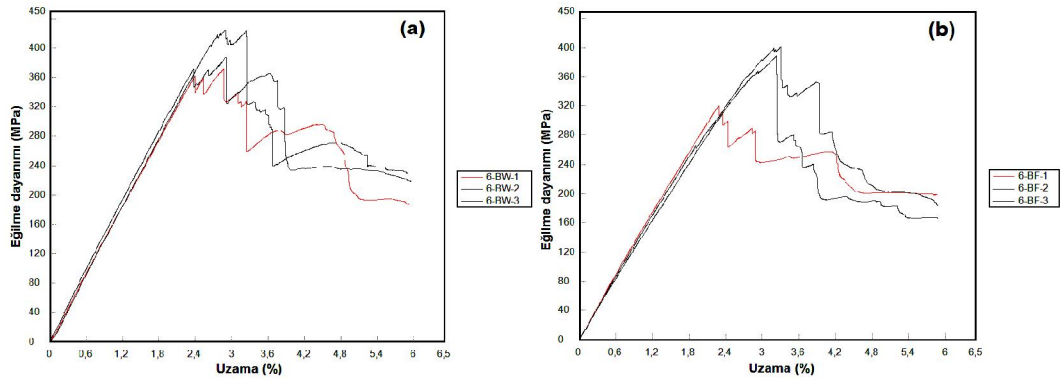 (a)
Eğilme dayanımı (MPa)
450
400
360
320
280
240
200
160
120
80
40
0
0 0,6 1,2 1,8 2,4 3 3,6 4,2 4,8 5,4 6 6,5
Uzama (%)
6-BW-1
6-BW-2
6-BW-3
(b)
Eğilme dayanımı (MPa)
450
400
360
320
280
240
200
160
120
80
40
0
0 0,6 1,2 1,8 2,4 3 3,6 4,2 4,8 5,4 6 6,5
Uzama (%)
6-BF-1
6-BF-2
6-BF-3